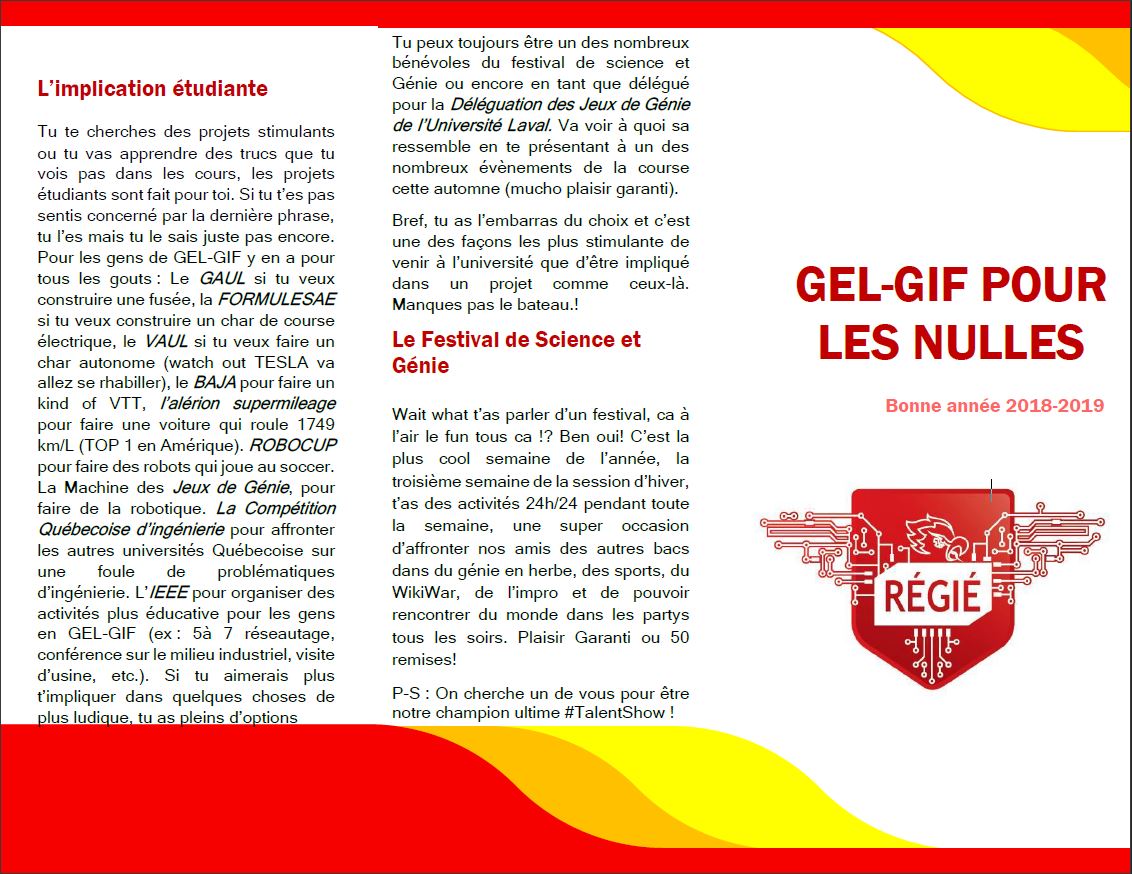 L’implication étudiante
Tu te cherches des projets stimulants
ou tu vas apprendre des trucs que tu
vois pas dans les cours, les projets
étudiants sont fait pour toi. Si tu t’es pas
sentis concerné par la dernière phrase,
tu l’es mais tu le sais juste pas encore.
Pour les gens de GEL-GIF y en a pour
tous les gouts : Le GAUL si tu veux
construire une fusée, la FORMULESAE
si tu veux construire un char de course
électrique, le VAUL si tu veux faire un
char autonome (watch out TESLA va
allez se rhabiller), le BAJA pour faire un
kind of VTT, l’alérion supermileage
pour faire une voiture qui roule 1749
km/L (TOP 1 en Amérique). ROBOCUP
pour faire des robots qui joue au soccer.
La Machine des Jeux de Génie, pour
faire de la robotique. La Compétition
Québecoise d’ingénierie pour affronter
les autres universités Québecoise sur
une foule de problématiques
d’ingénierie. L’IEEE pour organiser des
activités plus éducative pour les gens
en GEL-GIF (ex : 5à 7 réseautage,
conférence sur le milieu industriel, visite
d’usine, etc.). Si tu aimerais plus
t’impliquer dans quelques choses de
plus ludique, tu as pleins d’options
Tu peux toujours être un des nombreux
bénévoles du festival de science et
Génie ou encore en tant que délégué
pour la Déléguation des Jeux de Génie
de l’Université Laval. Va voir à quoi sa
ressemble en te présentant à un des
nombreux évènements de la course
cette automne (mucho plaisir garanti).
Bref, tu as l’embarras du choix et c’est
une des façons les plus stimulante de
venir à l’université que d’être impliqué
dans un projet comme ceux-là.
Manques pas le bateau.!
Le Festival de Science et
Génie
Wait what t’as parler d’un festival, ca à
l’air le fun tous ca !? Ben oui! C’est la
plus cool semaine de l’année, la
troisième semaine de la session d’hiver,
t’as des activités 24h/24 pendant toute
la semaine, une super occasion
d’affronter nos amis des autres bacs
dans du génie en herbe, des sports, du
WikiWar, de l’impro et de pouvoir
rencontrer du monde dans les partys
tous les soirs. Plaisir Garanti ou 50
remises!
P-S : On cherche un de vous pour être
notre champion ultime #TalentShow !
GEL-GIF POUR
LES NULLES
Bonne année 2018-2019
RÉGIÉ